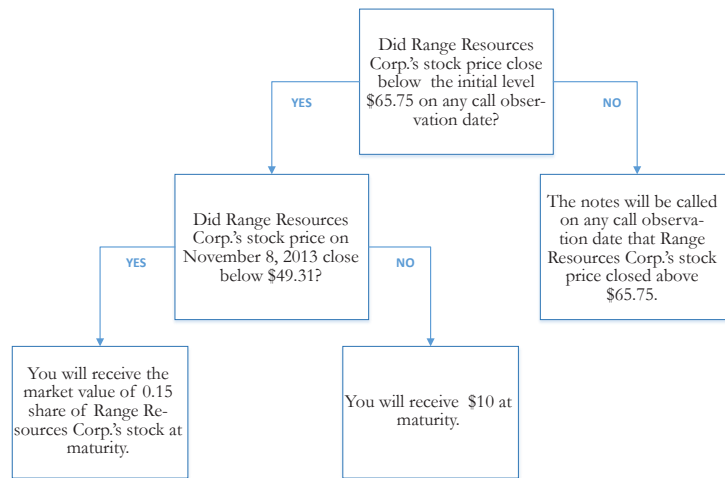 Did Range Resources
Corp.'s stock price close
below the initial level
$65.75 on any call obser-
vation date?
YES
NO
Did Range Resources
Corp.'s stock price on
November 8, 2013 close
below $49.31?
The notes will be called
on any call observa-
tion date that Range
Resources Corp.'s stock
price closed above
$65.75.
YES
NO
You will receive the
market value of 0.15
share of Range Re-
sources Corp.'s stock at
maturity.
You will receive $10 at
maturity.